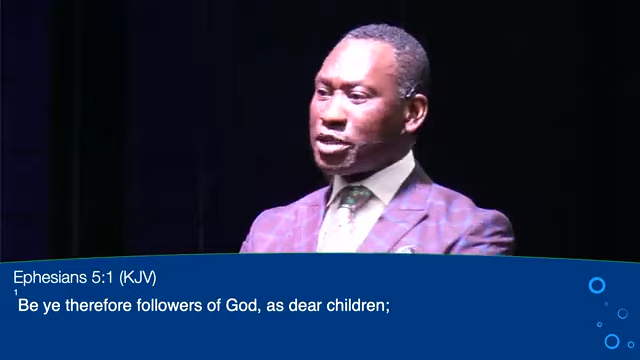 Ephesians 5:1 (KJV)
1 Be ye therefore followers of God, as dear children;